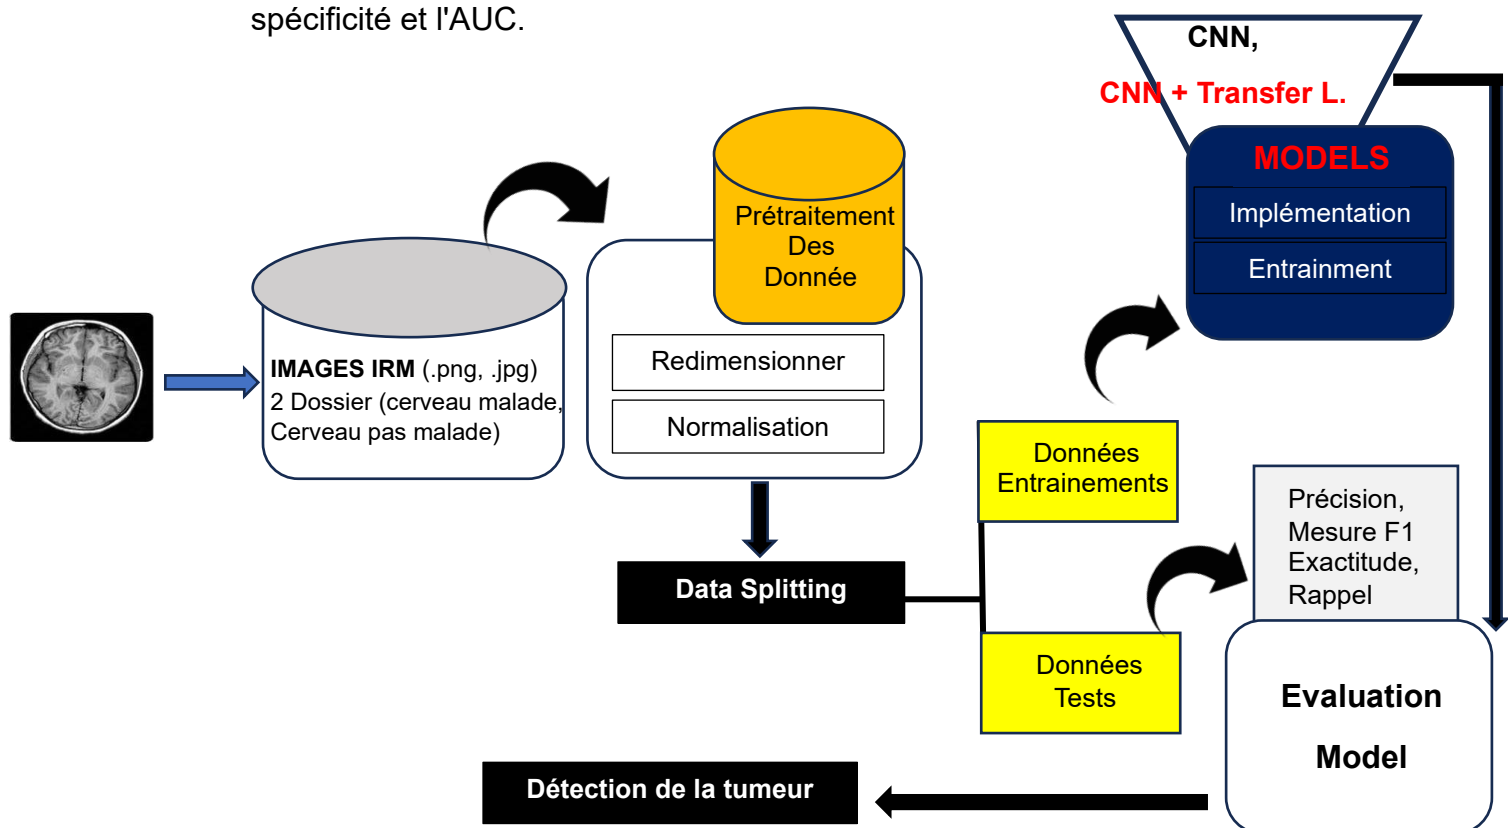 spécificité et l'AUC.
CNN,
CNN + Transfer L.
MODELS
Implémentation
Entrainment
Prétraitement
Des
Donnée
Redimensionner
Normalisation
IMAGES IRM (.png, .jpg)
2 Dossier (cerveau malade,
Cerveau pas malade)
Données
Entrainements
Data Splitting
Données
Tests
Précision,
Mesure F1
Exactitude,
Rappel
Evaluation
Model
Détection de la tumeur